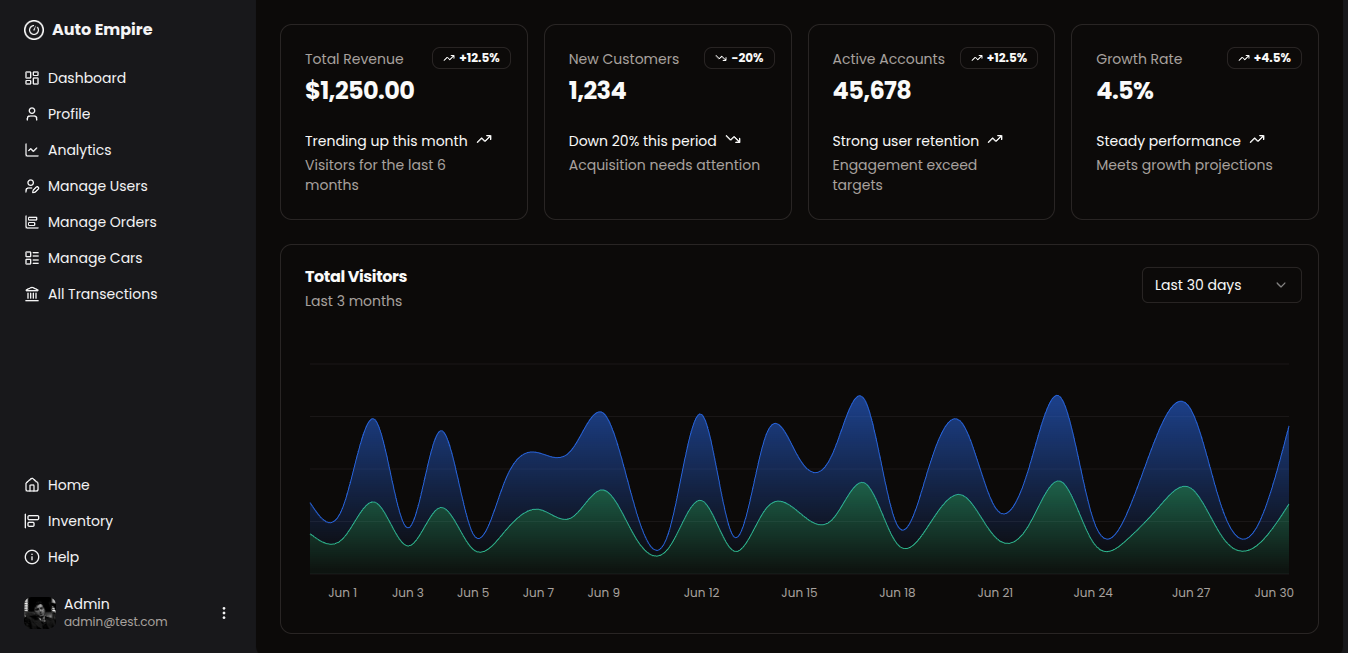 Auto Empire
Dashboard
Profile
Analytics
Manage Users
Manage Orders
Manage Cars
All Transections
Home
Inventory
Help
Admin
admin@test.com
Total Revenue
+12.5%
$1,250.00
Trending up this month
Visitors for the last 6
months
New Customers
-20%
1,234
Down 20% this period
Acquisition needs attention
Active Accounts
+12.5%
45,678
Strong user retention
Engagement exceed
targets
Growth Rate
+4.5%
4.5%
Steady performance
Meets growth projections
Total Visitors
Last 3 months
Last 30 days
Jun 1 Jun 3 Jun 5 Jun 7 Jun 9 Jun 12 Jun 15 Jun 18 Jun 21 Jun 24 Jun 27 Jun 30